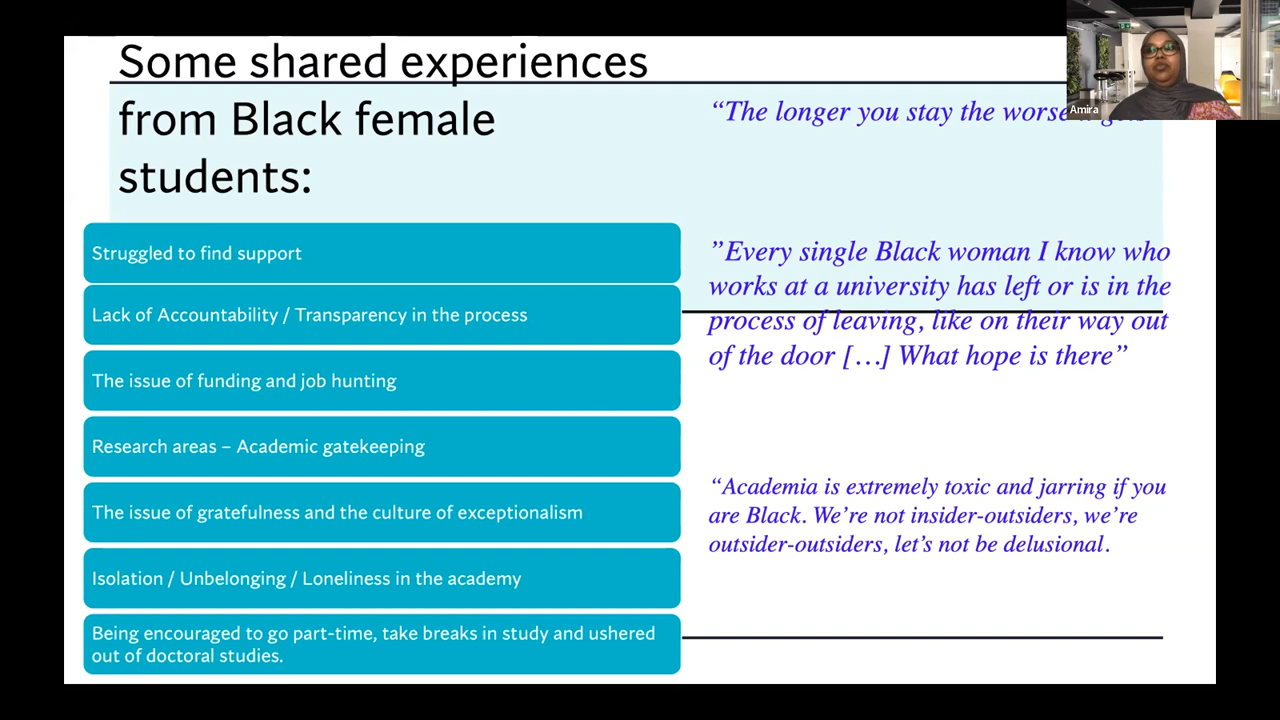 Some shared experiences
from Black female
students:
Struggled to find support
Lack of Accountability / Transparency in the process
The issue of funding and job hunting
Research areas – Academic gatekeeping
The issue of gratefulness and the culture of exceptionalism
Isolation / Unbelonging / Loneliness in the academy
Being encouraged to go part-time, take breaks in study and ushered
out of doctoral studies.
“The longer you stay the worse
”Every single Black woman I know who
works at a university has left or is in the
process of leaving, like on their way out
of the door […] What hope is there”
“Academia is extremely toxic and jarring if you
are Black. We’re not insider-outsiders, we’re
outsider-outsiders, let’s not be delusional.
Amira